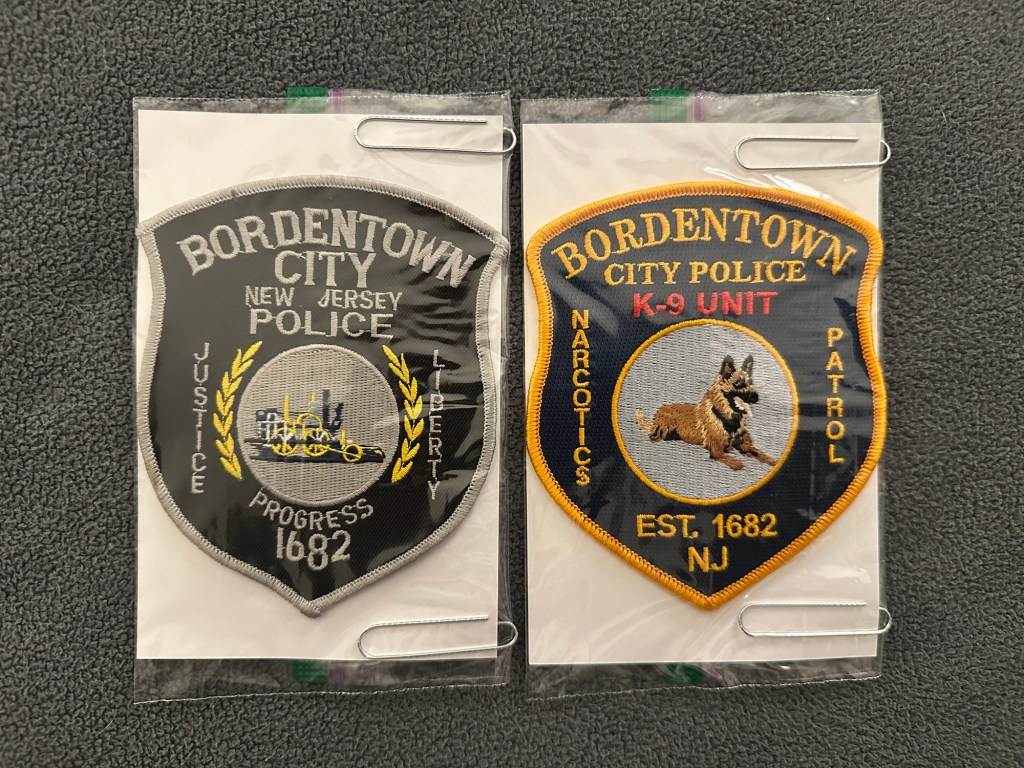 BORDENTOWN
CITY
NEW JERSEY
POLICE
JUSTICE
LIBERTY
PROGRESS
1682
BORDENTOWN
CITY POLICE
K-9 UNIT
NARCOTICS
PATROL
EST. 1682
NJ